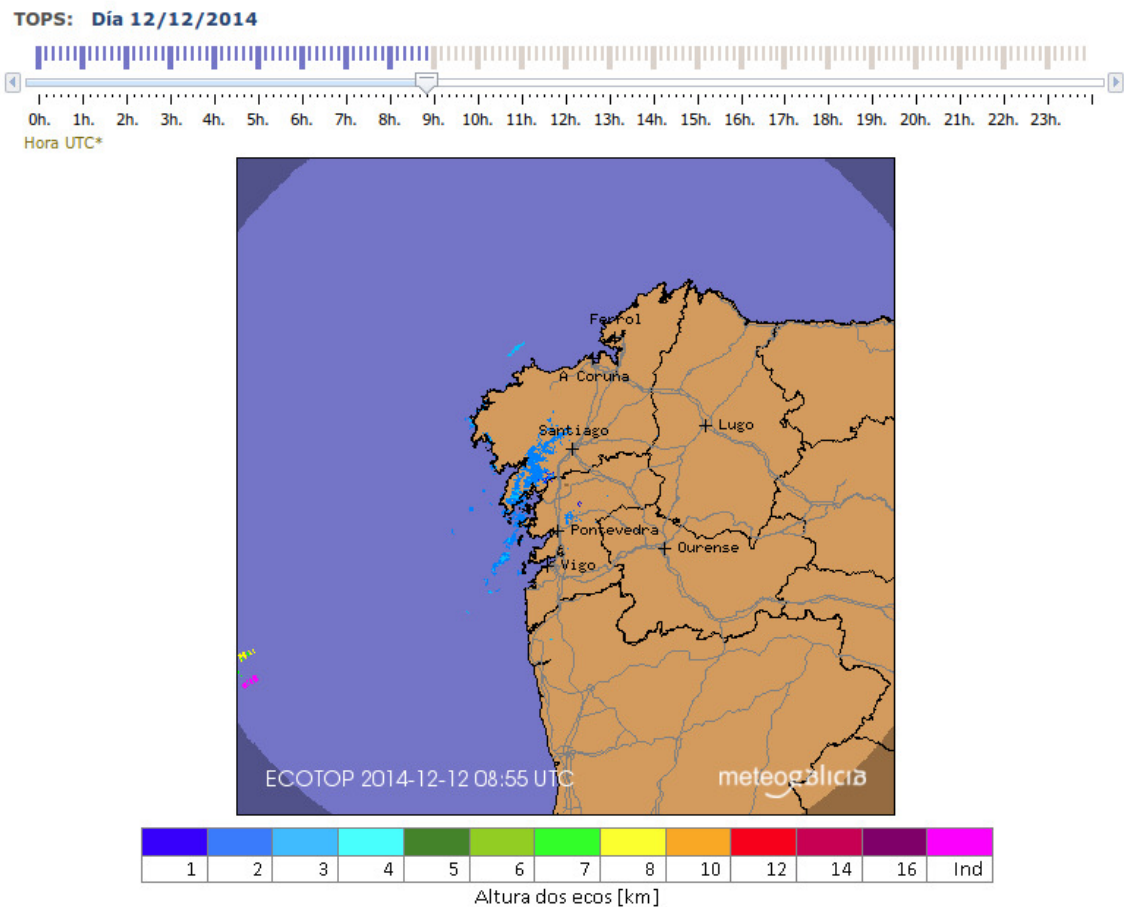 TOPS: Día 12/12/2014
0h. 1h. 2h. 3h. 4h. 5h. 6h. 7h. 8h. 9h. 10h. 11h. 12h. 13h. 14h. 15h. 16h. 17h. 18h. 19h. 20h. 21h. 22h. 23h.
Hora UTC*
Ferrol
A Coruna
Lugo
Santiago
Pontevedra
Ourense
Vigo
ECOTOP 2014-12-12 08:55 UTC
meteogalicia
1 2 3 4 5 6 7 8 10 12 14 16 Ind
Altura dos ecos [km]